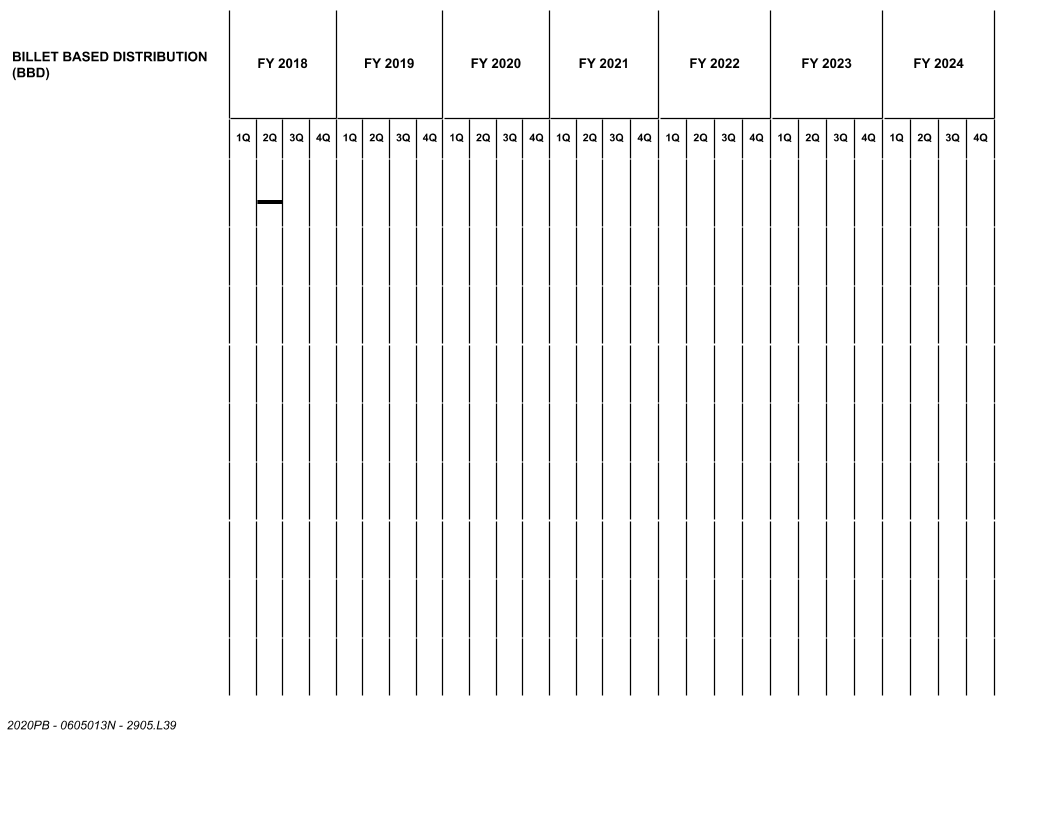 BILLET BASED DISTRIBUTION
(BBD)
FY 2018 FY 2019 FY 2020 FY 2021 FY 2022 FY 2023 FY 2024
1Q 2Q 3Q 4Q 1Q 2Q 3Q 4Q 1Q 2Q 3Q 4Q 1Q 2Q 3Q 4Q 1Q 2Q 3Q 4Q 1Q 2Q 3Q 4Q 1Q 2Q 3Q 4Q
2020PB - 0605013N - 2905.L39